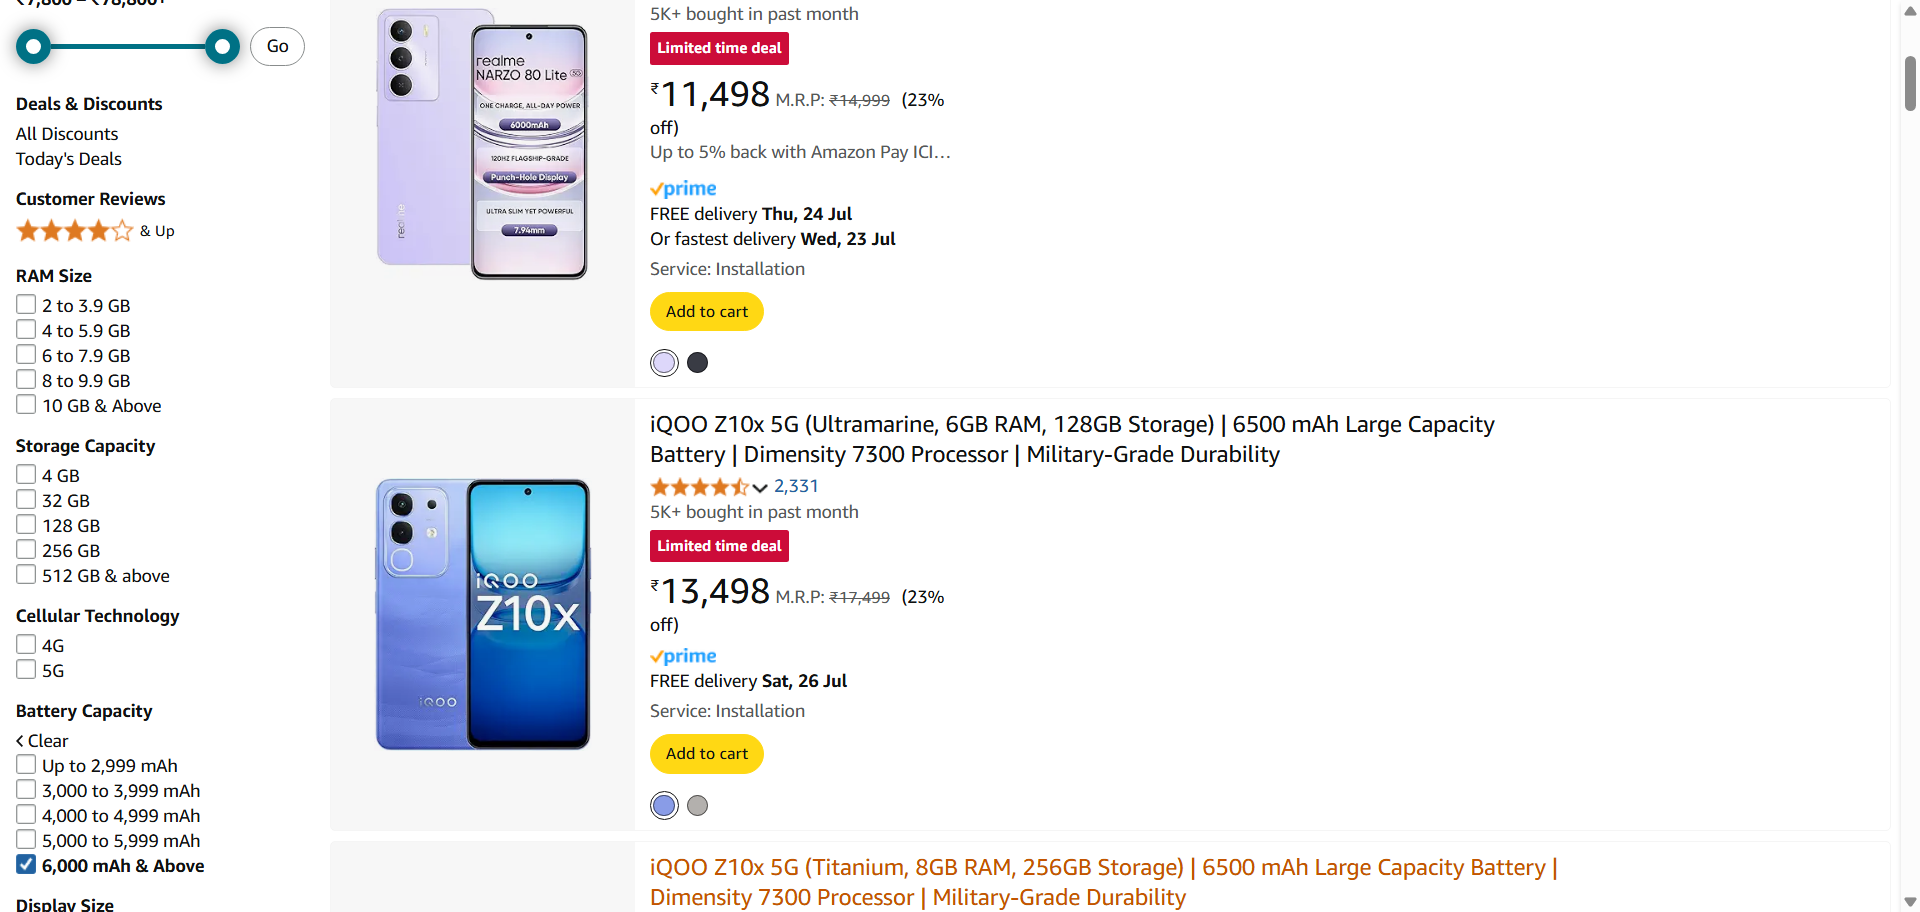 Go
Deals & Discounts
All Discounts
Today's Deals
Customer Reviews
& Up
RAM Size
2 to 3.9 GB
4 to 5.9 GB
6 to 7.9 GB
8 to 9.9 GB
10 GB & Above
Storage Capacity
4 GB
32 GB
128 GB
256 GB
512 GB & above
Cellular Technology
4G
5G
Battery Capacity
< Clear
Up to 2,999 mAh
3,000 to 3,999 mAh
4,000 to 4,999 mAh
5,000 to 5,999 mAh
6,000 mAh & Above
Display Size
realme
NARZO 80 Lite 5G
ONE CHARGE, ALL-DAY POWER
6000mAh
120HZ FLAGSHIP-GRADE
Punch-Hole Display
ULTRA SLIM YET POWERFUL
7.94mm
realme
5K+ bought in past month
Limited time deal
₹11,498 M.R.P: ₹14,999 (23%
off)
Up to 5% back with Amazon Pay ICI…
prime
FREE delivery Thu, 24 Jul
Or fastest delivery Wed, 23 Jul
Service: Installation
Add to cart
iQOO
Z10x
iQOO
iQOO Z10x 5G (Ultramarine, 6GB RAM, 128GB Storage) | 6500 mAh Large Capacity
Battery | Dimensity 7300 Processor | Military-Grade Durability
2,331
5K+ bought in past month
Limited time deal
₹13,498 M.R.P: ₹17,499 (23%
off)
prime
FREE delivery Sat, 26 Jul
Service: Installation
Add to cart
iQOO Z10x 5G (Titanium, 8GB RAM, 256GB Storage) | 6500 mAh Large Capacity Battery |
Dimensity 7300 Processor | Military-Grade Durability